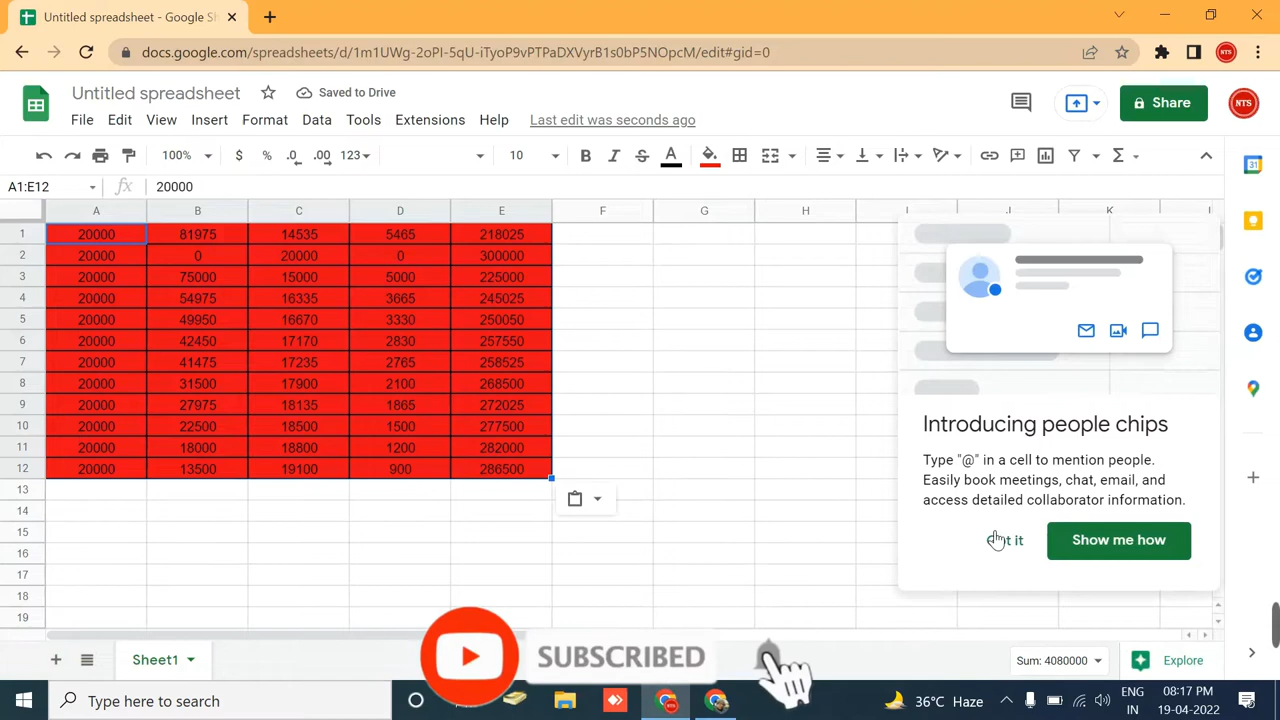 Untitled spreadsheet - Google Sh
docs.google.com/spreadsheets/d/1m1UWg-2oPI-5qU-iTyoP9vPTPaDXVyrB1s0bP5NOpcM/edit#gid=0
NTS
Untitled spreadsheet
Saved to Drive
Share
NTS
File Edit View Insert Format Data Tools Extensions Help Last edit was seconds ago
100% $ % .0 .00 123 10 B I S A
A1:E12 fx 20000
A B C D E F G H I J K L
1 20000 81975 14535 5465 218025
2 20000 0 20000 0 300000
3 20000 75000 15000 5000 225000
4 20000 54975 16335 3665 245025
5 20000 49950 16670 3330 250050
6 20000 42450 17170 2830 257550
7 20000 41475 17235 2765 258525
8 20000 31500 17900 2100 268500
9 20000 27975 18135 1865 272025
10 20000 22500 18500 1500 277500
11 20000 18000 18800 1200 282000
12 20000 13500 19100 900 286500
13
14
15
16
17
18
19
Introducing people chips
Type "@" in a cell to mention people.
Easily book meetings, chat, email, and
access detailed collaborator information.
Got it
Show me how
31
SUBSCRIBED
Sheet1
Sum: 4080000
Explore
Type here to search
36°C Haze
ENG
IN
08:17 PM
19-04-2022